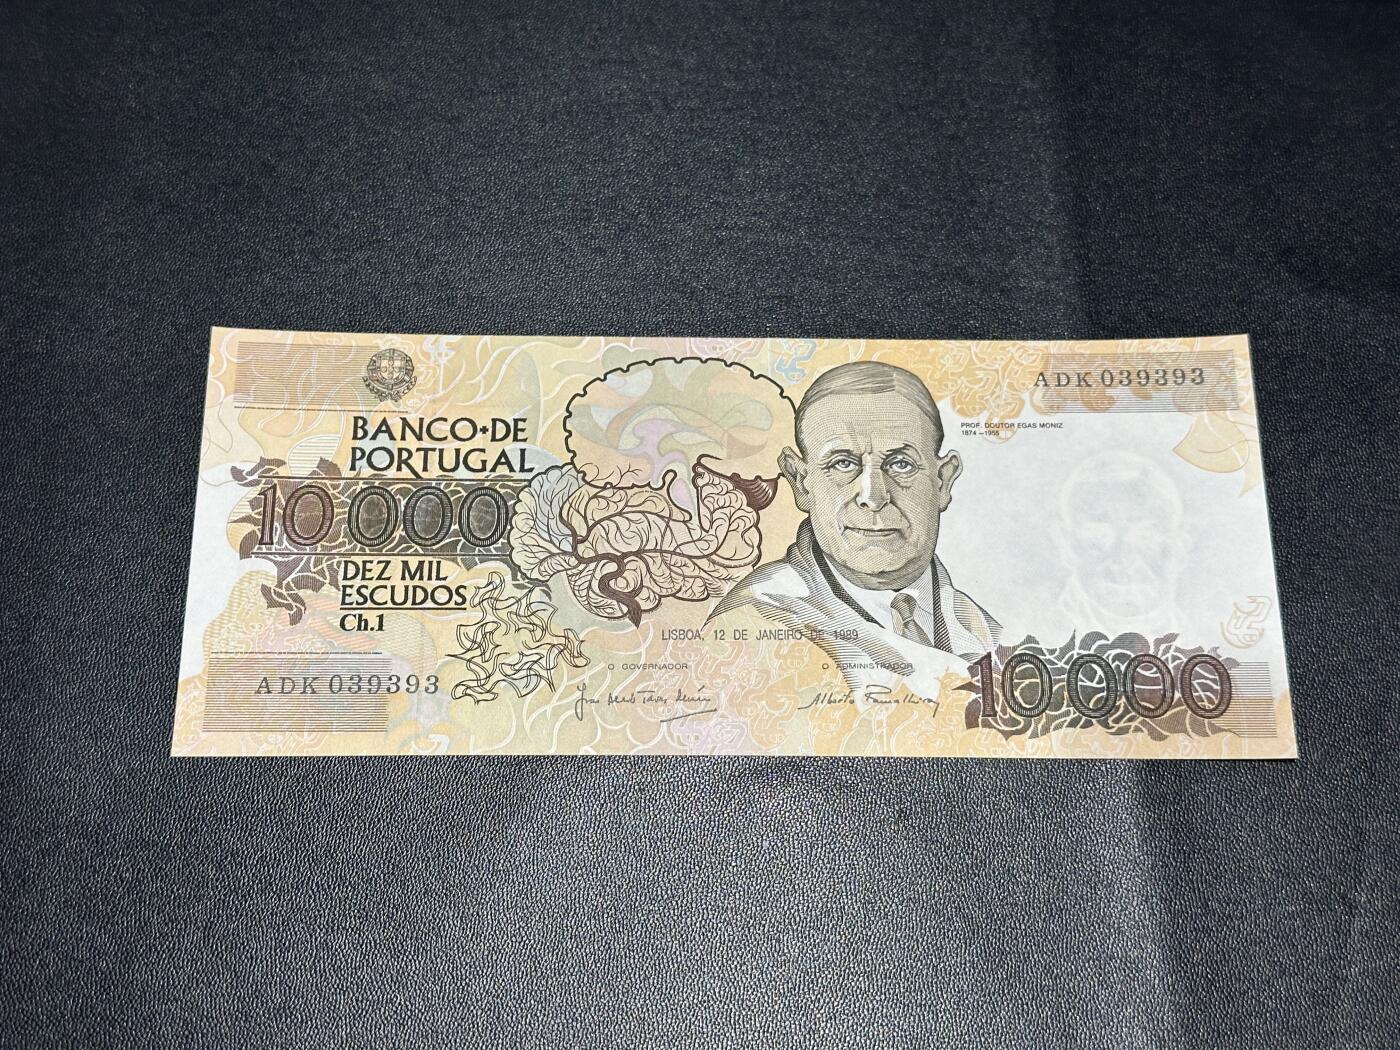 ADK 039393
BANCO DE
PORTUGAL
PROF. DOUTOR EGAS MONIZ
1874 – 1955
10 000
DEZ MIL
ESCUDOS
Ch.1
LISBOA, 12 DE JANEIRO DE 1989
O GOVERNADOR
O ADMINISTRADOR
ADK 039393
10 000